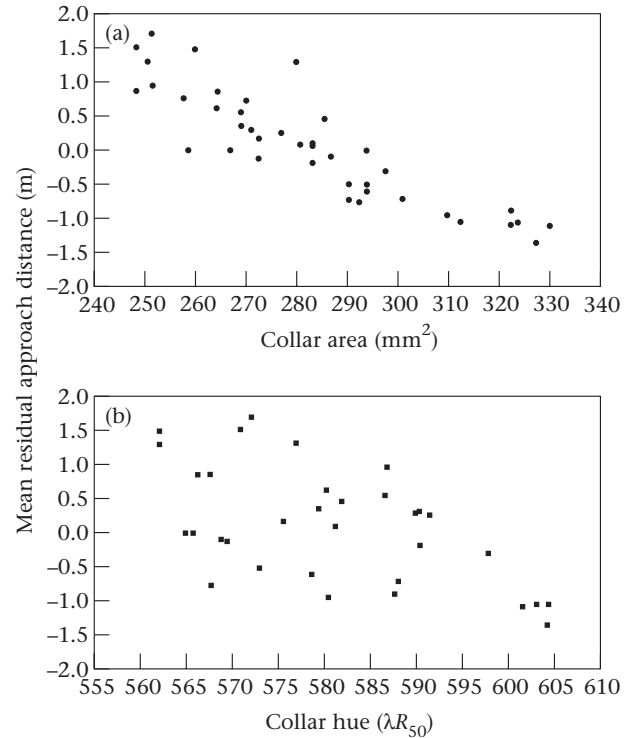 Mean residual approach distance (m)
(a)
2.0
1.5
1.0
0.5
0.0
–0.5
–1.0
–1.5
–2.0
240 250 260 270 280 290 300 310 320 330 340
Collar area (mm²)
(b)
2.0
1.5
1.0
0.5
0.0
–0.5
–1.0
–1.5
–2.0
555 560 565 570 575 580 585 590 595 600 605 610
Collar hue (λR₅₀)